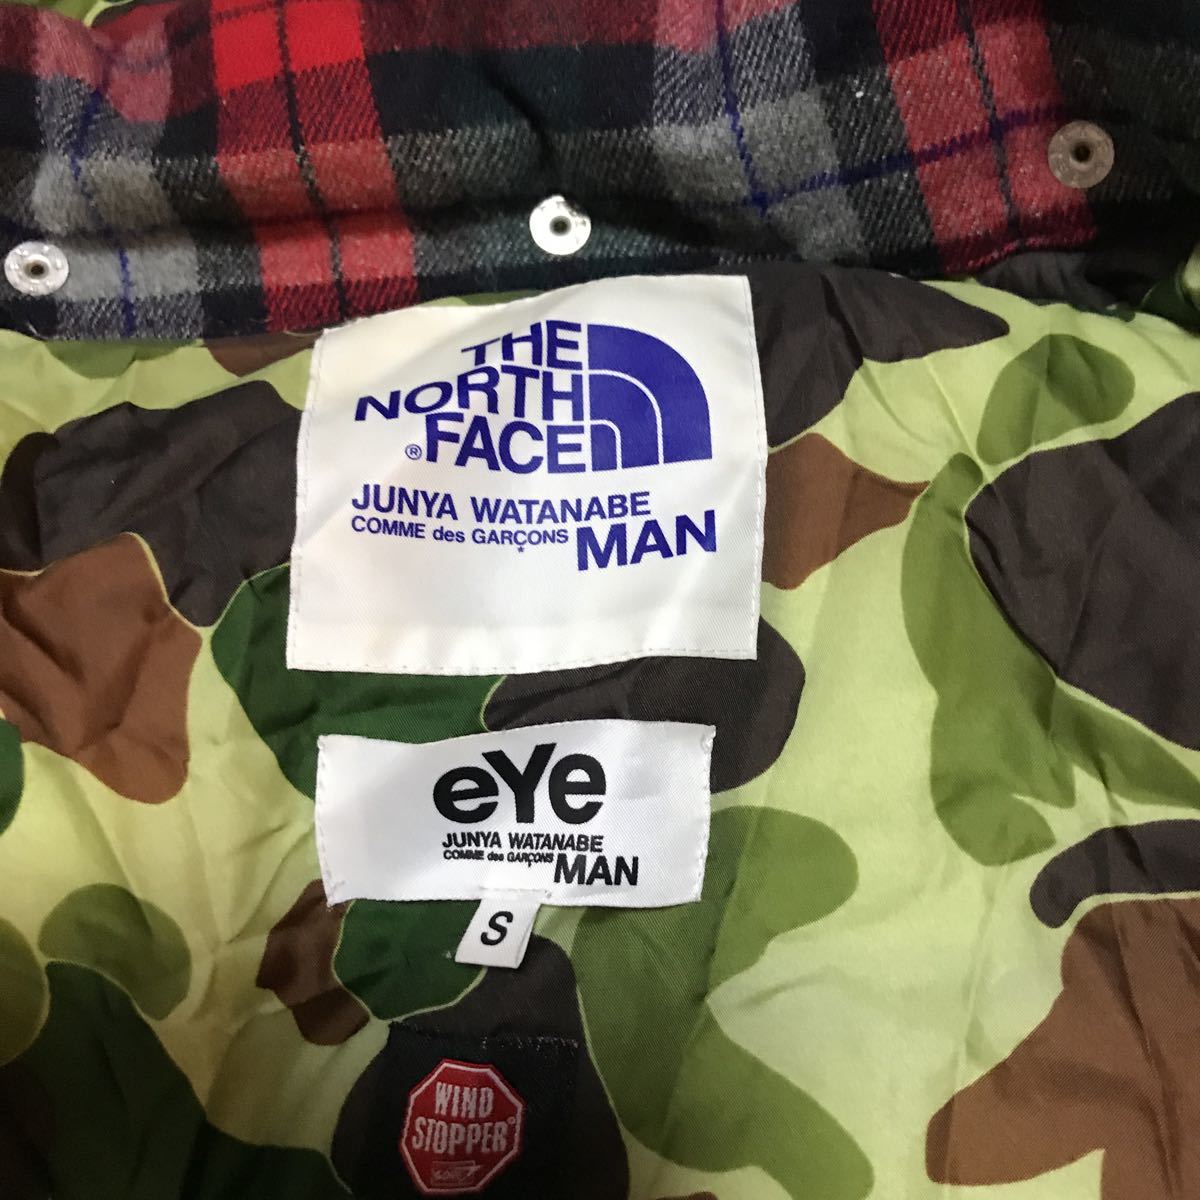 THE
NORTH
® FACE
JUNYA WATANABE
COMME des GARÇONS MAN
eYe
JUNYA WATANABE
COMME des GARÇONS MAN
S
WIND
STOPPER®